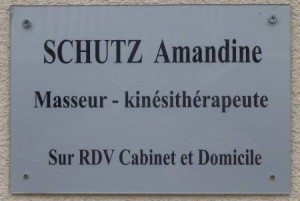 SCHUTZ Amandine
Masseur - kinésithérapeute
Sur RDV Cabinet et Domicile